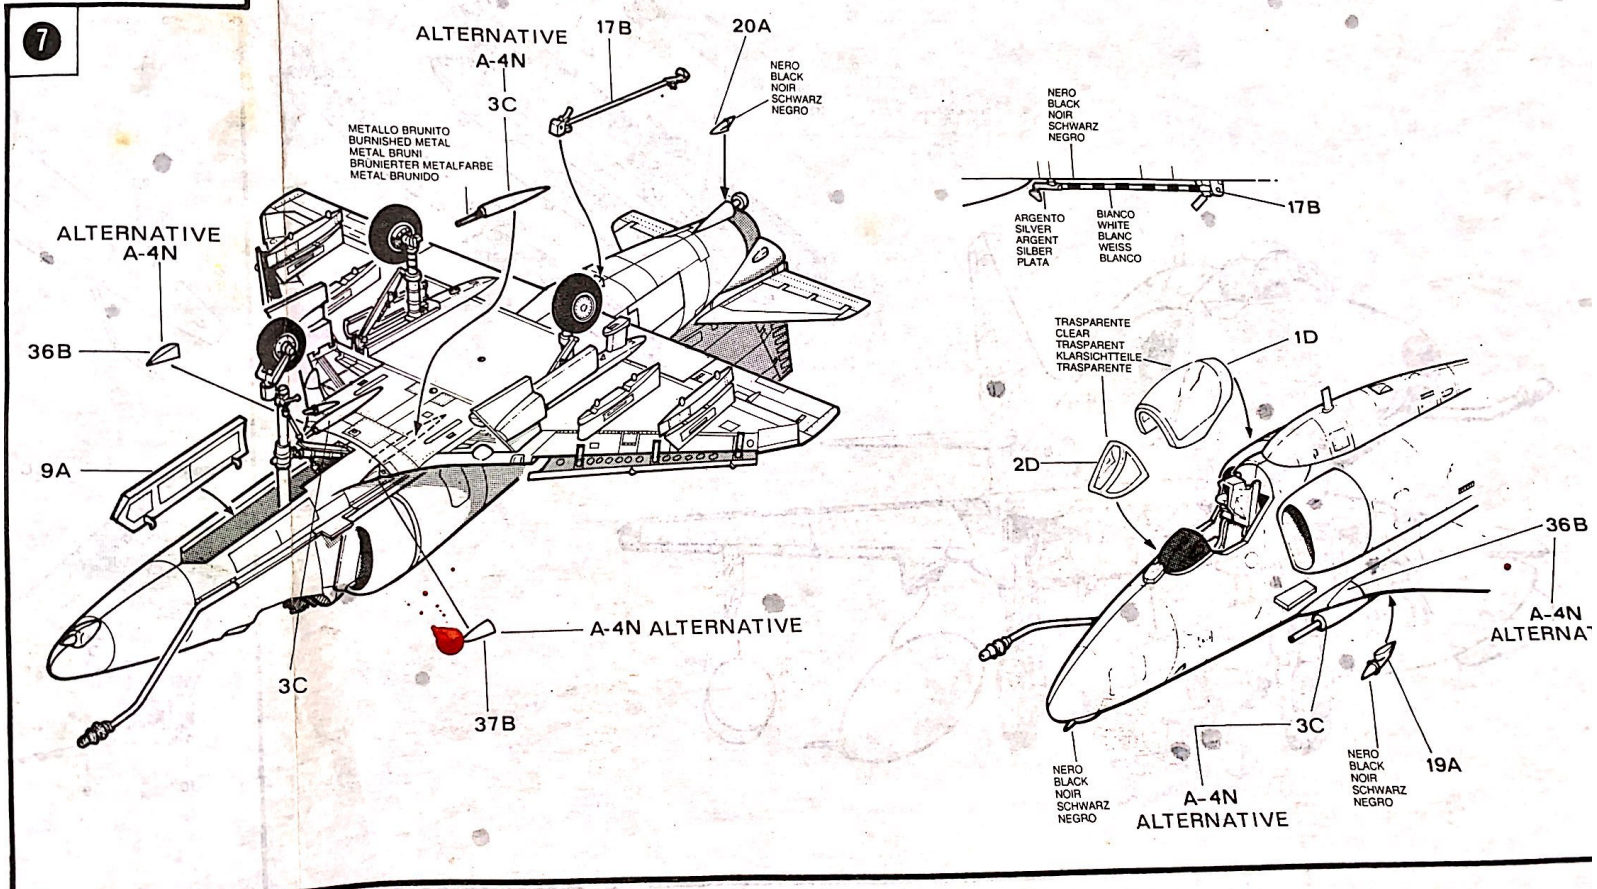 7
ALTERNATIVE
A-4N
3C
17B
20A
NERO
BLACK
NOIR
SCHWARZ
NEGRO
METALLO BRUNITO
BURNISHED METAL
METAL BRUNI
BRÜNIERTER METALFARBE
METAL BRUNIDO
ALTERNATIVE
A-4N
36B
9A
3C
A-4N ALTERNATIVE
37B
NERO
BLACK
NOIR
SCHWARZ
NEGRO
17B
ARGENTO
SILVER
ARGENT
SILBER
PLATA
BIANCO
WHITE
BLANC
WEISS
BLANCO
TRASPARENTE
CLEAR
TRASPARENT
KLARSICHTTEILE
TRASPARENTE
1D
2D
36B
A-4N
ALTERNAT
3C
A-4N
ALTERNATIVE
19A
NERO
BLACK
NOIR
SCHWARZ
NEGRO
NERO
BLACK
NOIR
SCHWARZ
NEGRO